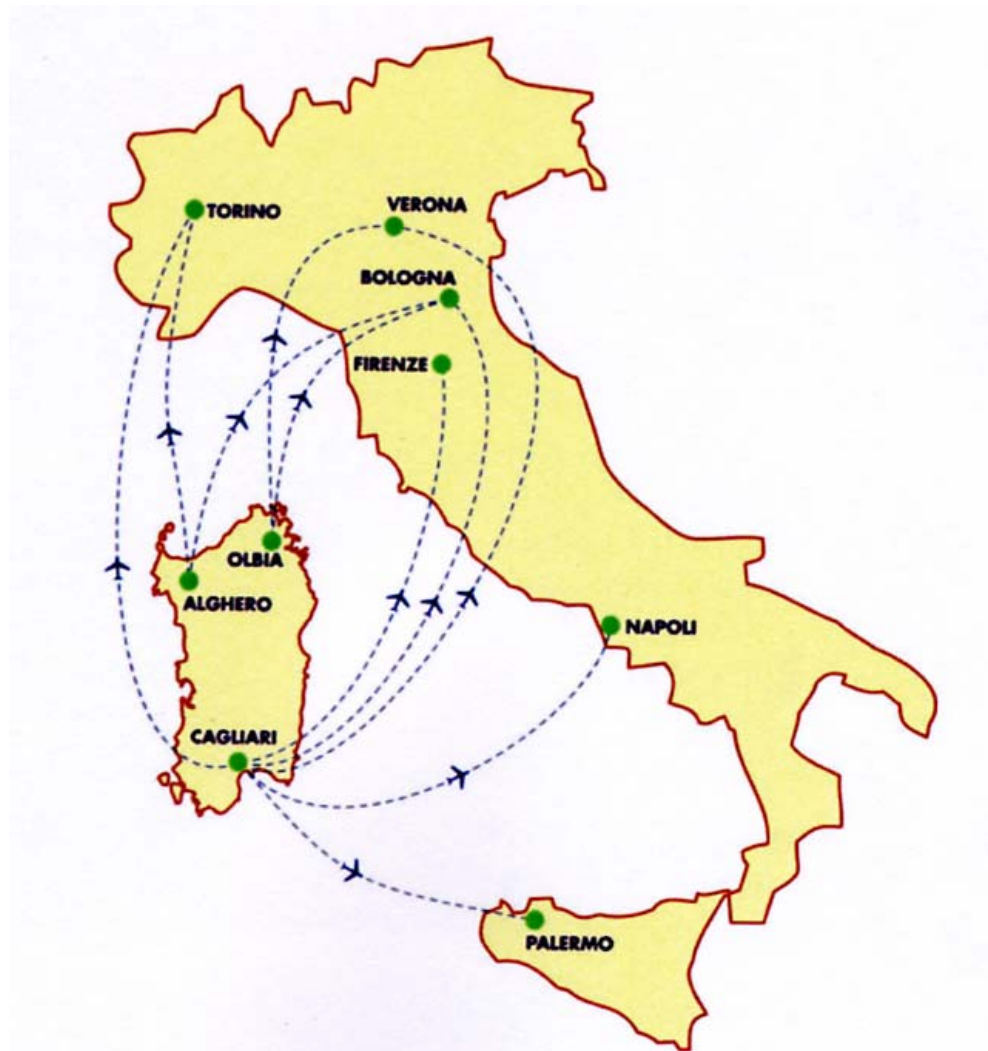 VERONA
TORINO
BOLOGNA
FIRENZE
OLBIA
ALGHERO
NAPOLI
CAGLIARI
PALERMO